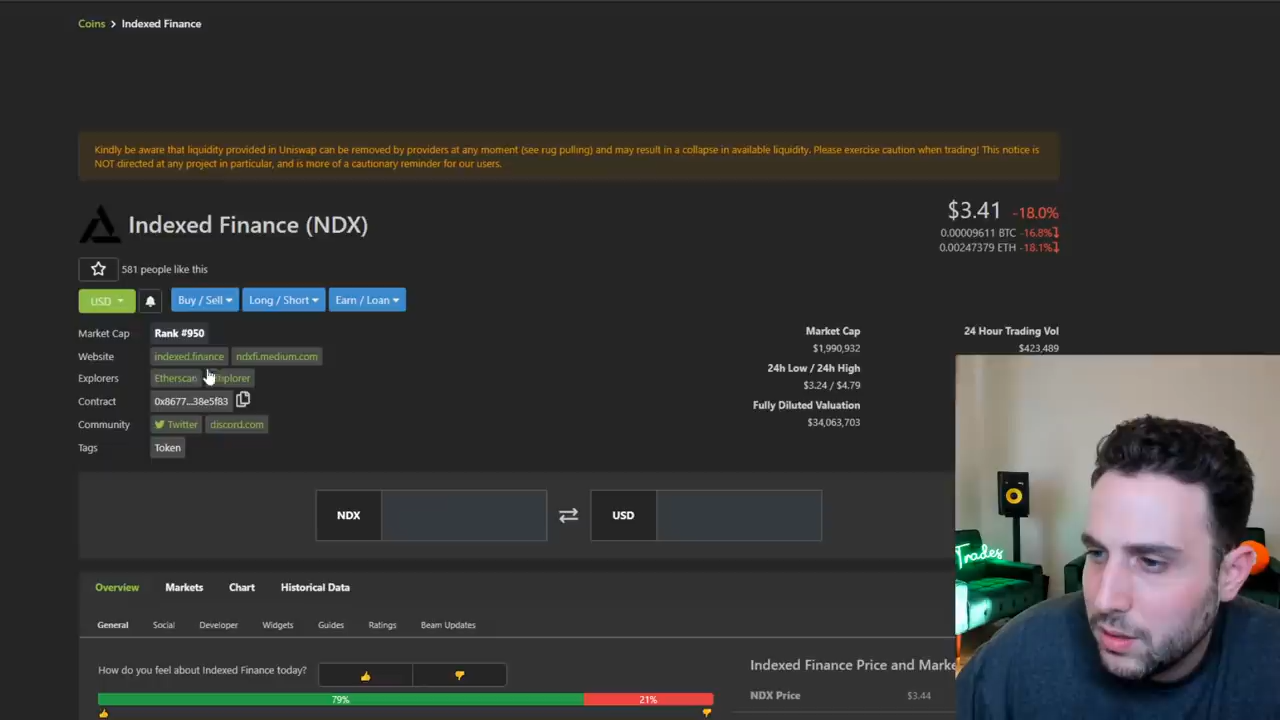 Coins > Indexed Finance
Kindly be aware that liquidity provided in Uniswap can be removed by providers at any moment (see rug pulling) and may result in a collapse in available liquidity. Please exercise caution when trading! This notice is
NOT directed at any project in particular, and is more of a cautionary reminder for our users.
Indexed Finance (NDX)
$3.41 -18.0%
0.00009611 BTC -16.8%
0.00247379 ETH -18.1%
581 people like this
USD
Buy / Sell
Long / Short
Earn / Loan
Market Cap Rank #950
Website indexed.finance ndxfi.medium.com
Explorers Etherscan
Contract 0x8677...38e5f83
Community Twitter discord.com
Tags Token
Market Cap
$1,990,932
24 Hour Trading Vol
$423,489
24h Low / 24h High
$3.24 / $4.79
Fully Diluted Valuation
$34,063,703
NDX
USD
Overview Markets Chart Historical Data
General Social Developer Widgets Guides Ratings Beam Updates
How do you feel about Indexed Finance today?
79% 21%
Indexed Finance Price and Marke
NDX Price $3.44
Trades